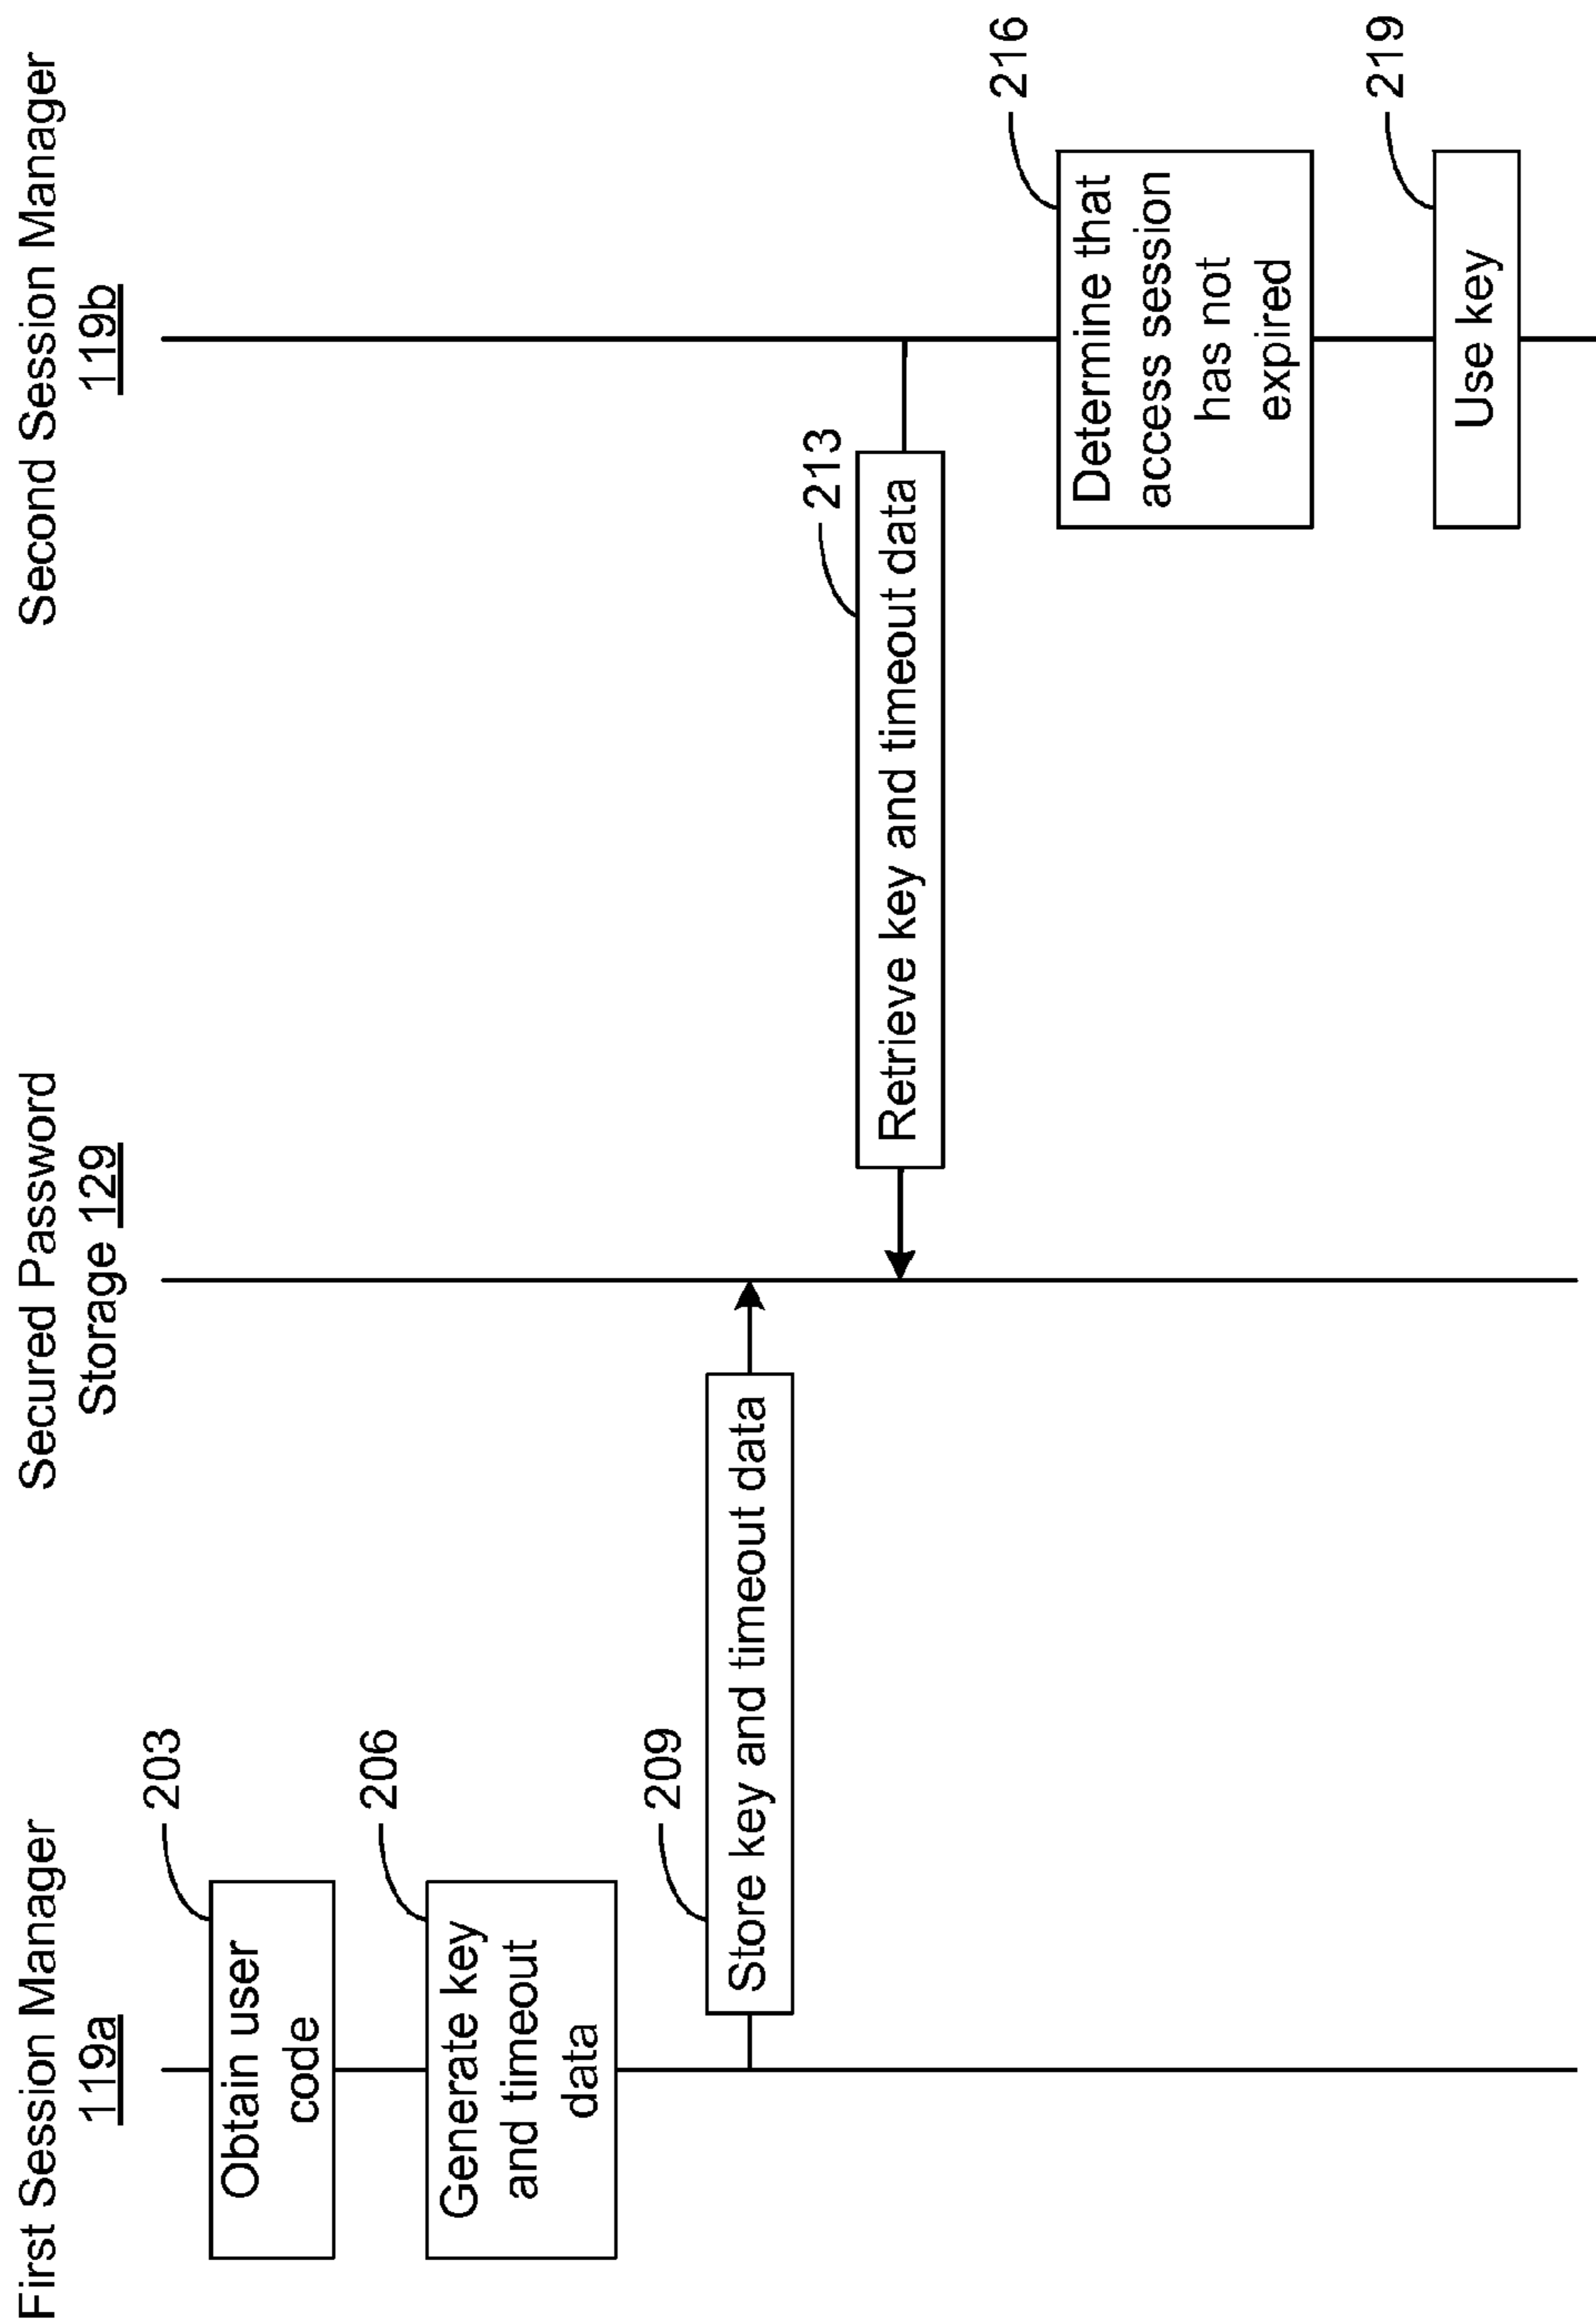 First Session Manager
119a
Secured Password
Storage 129
Second Session Manager
119b
203
Obtain user
code
206
Generate key
and timeout
data
209
Store key and timeout data
213
Retrieve key and timeout data
216
Determine that
access session
has not
expired
219
Use key